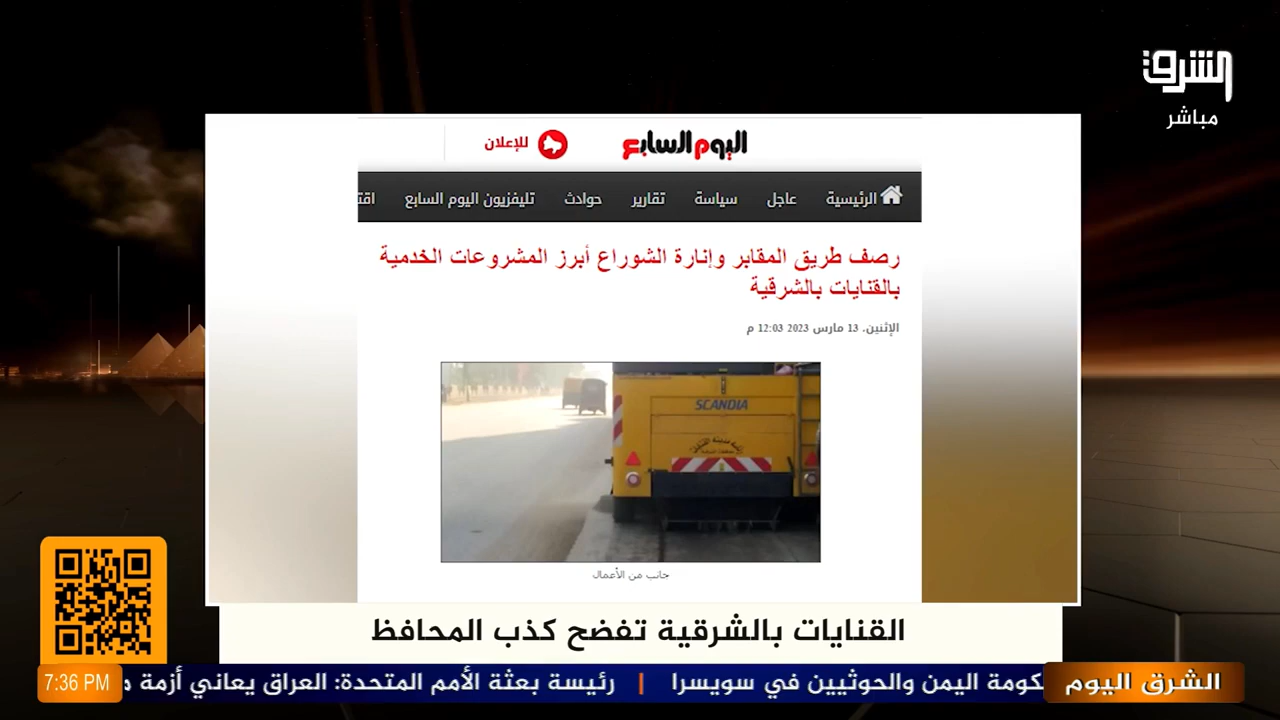 الشرق
مباشر
اليوم السابع
للإعلان
الرئيسية عاجل سياسة تقارير حوادث تليفزيون اليوم السابع اقت
رصف طريق المقابر وإنارة الشوراع أبرز المشروعات الخدمية
بالقنايات بالشرقية
الإثنين، 13 مارس 2023 12:03 م
SCANDIA
جانب من الأعمال
القنايات بالشرقية تفضح كذب المحافظ
الشرق اليوم
كومة اليمن والحوثيين في سويسرا | رئيسة بعثة الأمم المتحدة: العراق يعاني أزمة م
7:36 PM